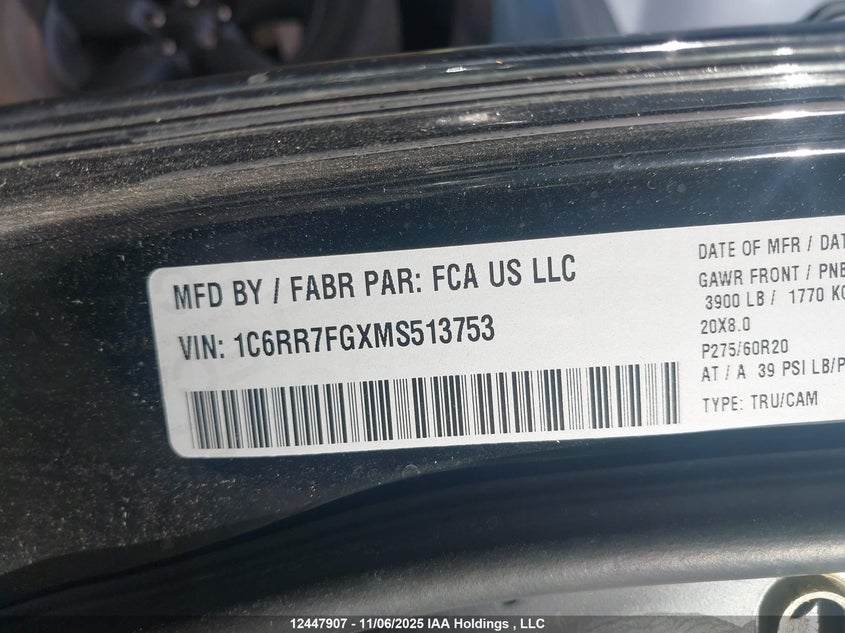 MFD BY / FABR PAR: FCA US LLC
VIN: 1C6RR7FGXMS513753
DATE OF MFR / DAT
GAWR FRONT / PNB
3900 LB / 1770 KG
20X8.0
P275/60R20
AT / A 39 PSI LB/P
TYPE: TRU/CAM
12447907 - 11/06/2025 IAA Holdings , LLC